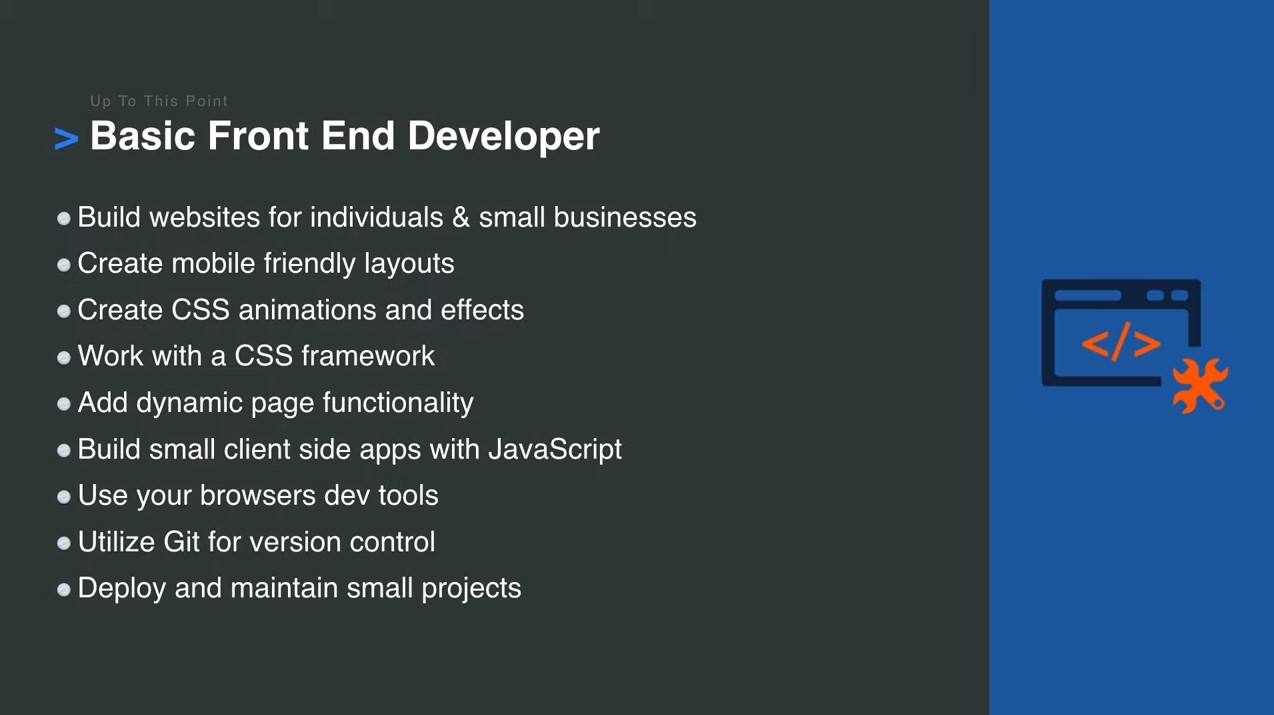 Up To This Point
> Basic Front End Developer
Build websites for individuals & small businesses
Create mobile friendly layouts
Create CSS animations and effects
Work with a CSS framework
Add dynamic page functionality
Build small client side apps with JavaScript
Use your browsers dev tools
Utilize Git for version control
Deploy and maintain small projects
</>